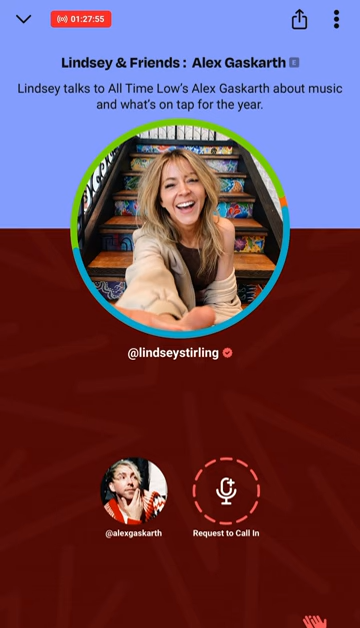 01:27:55
Lindsey & Friends : Alex Gaskarth E
Lindsey talks to All Time Low's Alex Gaskarth about music
and what's on tap for the year.
@lindseystirling
@alexgaskarth
Request to Call In